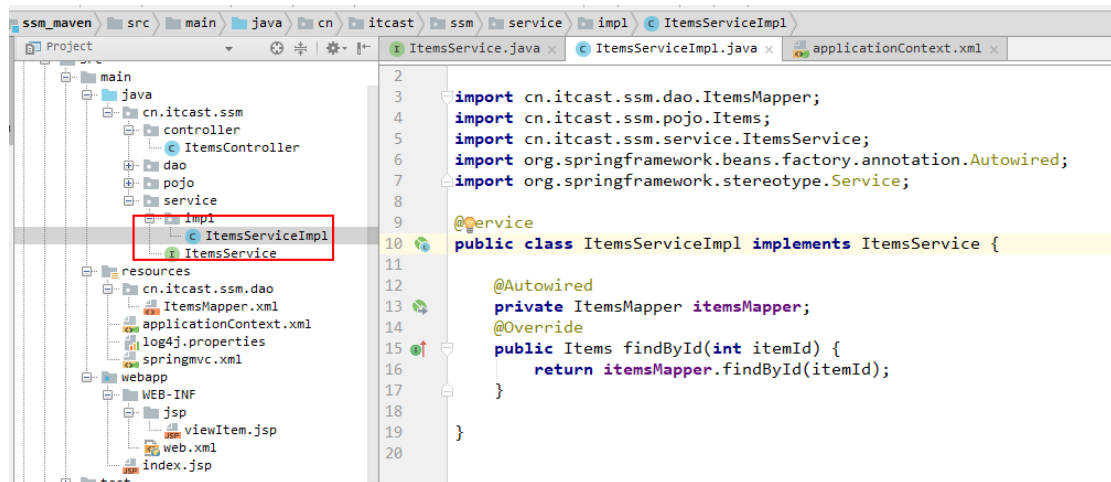 ssm_maven src main java cn itcast ssm service impl ItemsServiceImpl
Project
ItemsService.java
ItemsServiceImpl.java
applicationContext.xml
main
java
cn.itcast.ssm
controller
ItemsController
dao
pojo
service
impl
ItemsServiceImpl
ItemsService
resources
cn.itcast.ssm.dao
ItemsMapper.xml
applicationContext.xml
log4j.properties
springmvc.xml
webapp
WEB-INF
jsp
viewItem.jsp
web.xml
index.jsp
2
3 import cn.itcast.ssm.dao.ItemsMapper;
4 import cn.itcast.ssm.pojo.Items;
5 import cn.itcast.ssm.service.ItemsService;
6 import org.springframework.beans.factory.annotation.Autowired;
7 import org.springframework.stereotype.Service;
8
9 @Service
10 public class ItemsServiceImpl implements ItemsService {
11
12 @Autowired
13 private ItemsMapper itemsMapper;
14 @Override
15 public Items findById(int itemId) {
16 return itemsMapper.findById(itemId);
17 }
18
19 }
20